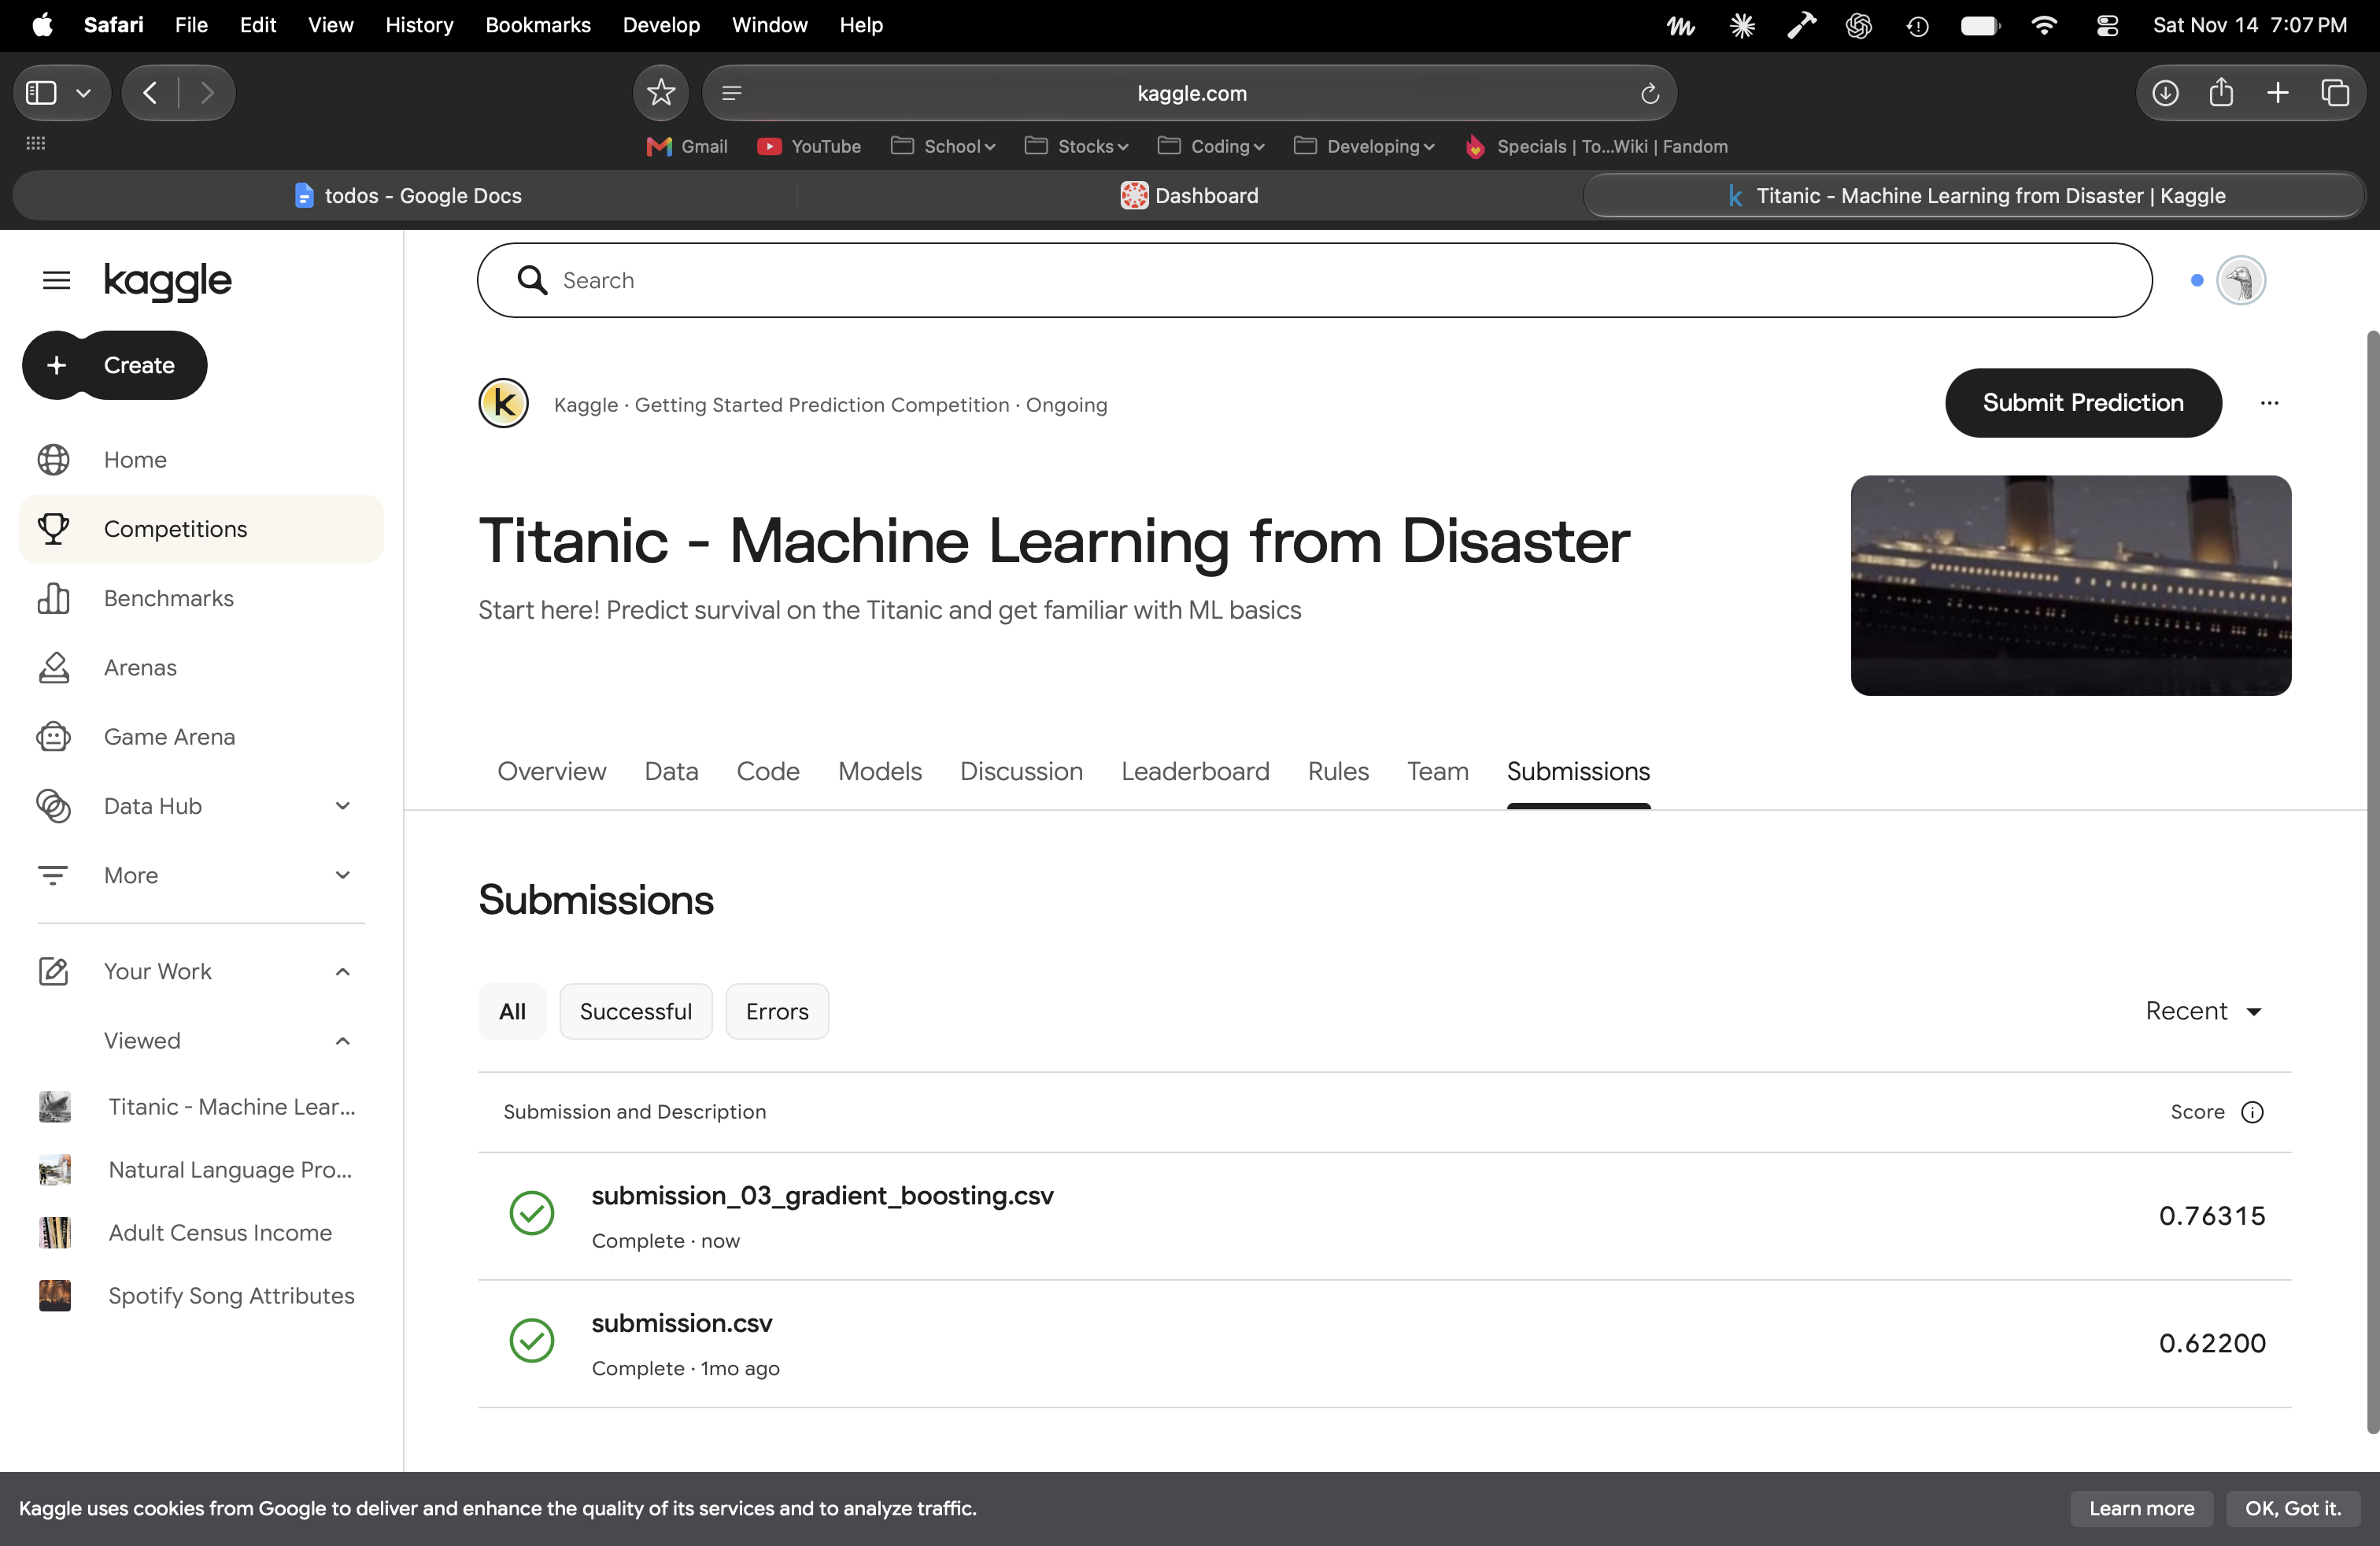 Safari File Edit View History Bookmarks Develop Window Help Sat Nov 14 7:07 PM
kaggle.com
Gmail YouTube School Stocks Coding Developing Specials | To...Wiki | Fandom
todos - Google Docs Dashboard k Titanic - Machine Learning from Disaster | Kaggle
kaggle
Search
Create
Home
Competitions
Benchmarks
Arenas
Game Arena
Data Hub
More
Your Work
Viewed
Titanic - Machine Lear...
Natural Language Pro...
Adult Census Income
Spotify Song Attributes
k
Kaggle · Getting Started Prediction Competition · Ongoing
Submit Prediction
Titanic - Machine Learning from Disaster
Start here! Predict survival on the Titanic and get familiar with ML basics
Overview Data Code Models Discussion Leaderboard Rules Team Submissions
Submissions
All Successful Errors Recent
Submission and Description Score
submission_03_gradient_boosting.csv
Complete · now
0.76315
submission.csv
Complete · 1mo ago
0.62200
Kaggle uses cookies from Google to deliver and enhance the quality of its services and to analyze traffic.
Learn more OK, Got it.